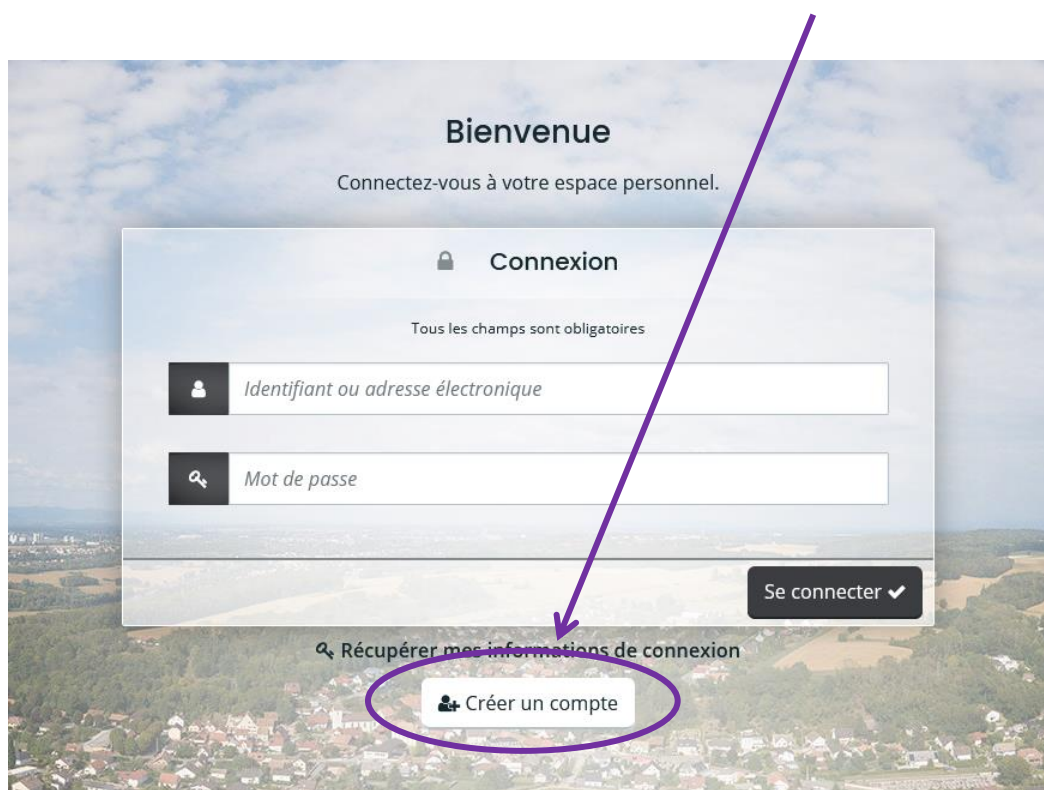 Bienvenue
Connectez-vous à votre espace personnel.
Connexion
Tous les champs sont obligatoires
Identifiant ou adresse électronique
Mot de passe
Se connecter
Récupérer mes informations de connexion
Créer un compte